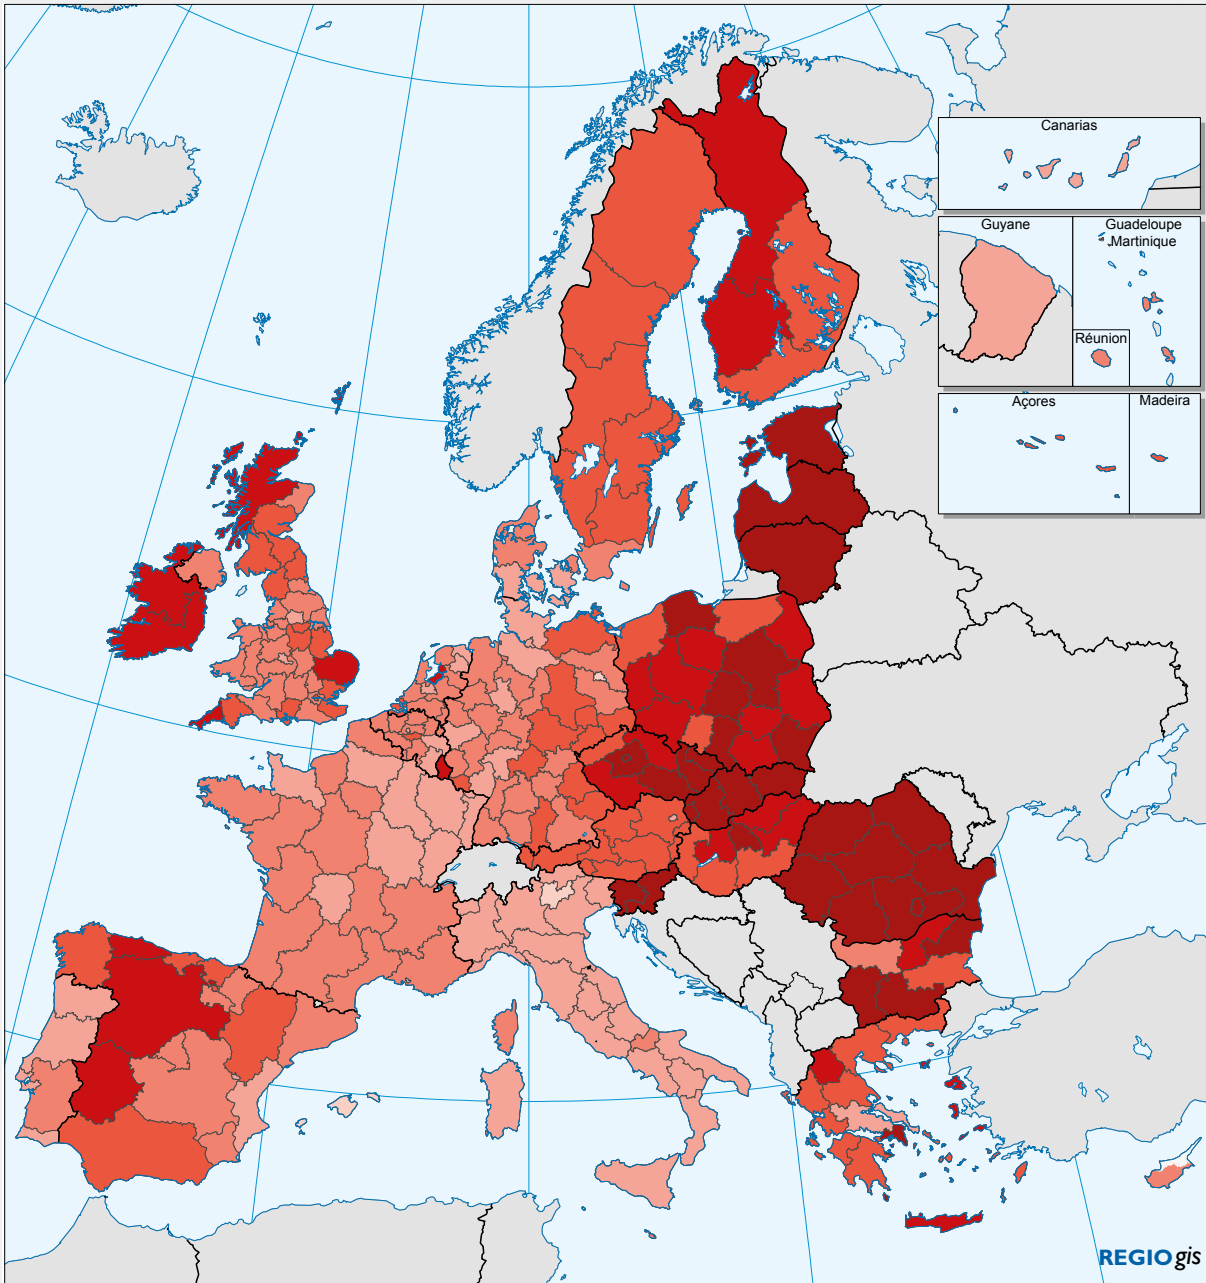 Canarias
Guyane
Guadeloupe
Martinique
Réunion
Açores
Madeira
REGIOgis